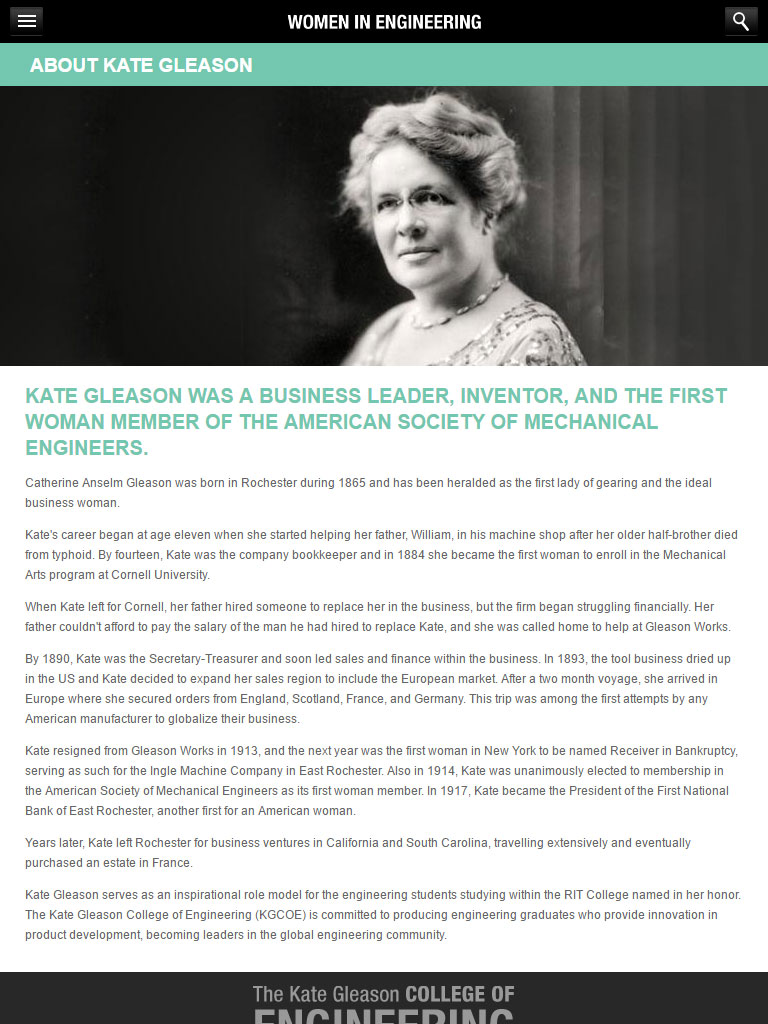 WOMEN IN ENGINEERING
ABOUT KATE GLEASON
KATE GLEASON WAS A BUSINESS LEADER, INVENTOR, AND THE FIRST
WOMAN MEMBER OF THE AMERICAN SOCIETY OF MECHANICAL
ENGINEERS.
Catherine Anselm Gleason was born in Rochester during 1865 and has been heralded as the first lady of gearing and the ideal
business woman.
Kate's career began at age eleven when she started helping her father, William, in his machine shop after her older half-brother died
from typhoid. By fourteen, Kate was the company bookkeeper and in 1884 she became the first woman to enroll in the Mechanical
Arts program at Cornell University.
When Kate left for Cornell, her father hired someone to replace her in the business, but the firm began struggling financially. Her
father couldn't afford to pay the salary of the man he had hired to replace Kate, and she was called home to help at Gleason Works.
By 1890, Kate was the Secretary-Treasurer and soon led sales and finance within the business. In 1893, the tool business dried up
in the US and Kate decided to expand her sales region to include the European market. After a two month voyage, she arrived in
Europe where she secured orders from England, Scotland, France, and Germany. This trip was among the first attempts by any
American manufacturer to globalize their business.
Kate resigned from Gleason Works in 1913, and the next year was the first woman in New York to be named Receiver in Bankruptcy,
serving as such for the Ingle Machine Company in East Rochester. Also in 1914, Kate was unanimously elected to membership in
the American Society of Mechanical Engineers as its first woman member. In 1917, Kate became the President of the First National
Bank of East Rochester, another first for an American woman.
Years later, Kate left Rochester for business ventures in California and South Carolina, travelling extensively and eventually
purchased an estate in France.
Kate Gleason serves as an inspirational role model for the engineering students studying within the RIT College named in her honor.
The Kate Gleason College of Engineering (KGCOE) is committed to producing engineering graduates who provide innovation in
product development, becoming leaders in the global engineering community.
The Kate Gleason COLLEGE OF
ENGINEERING